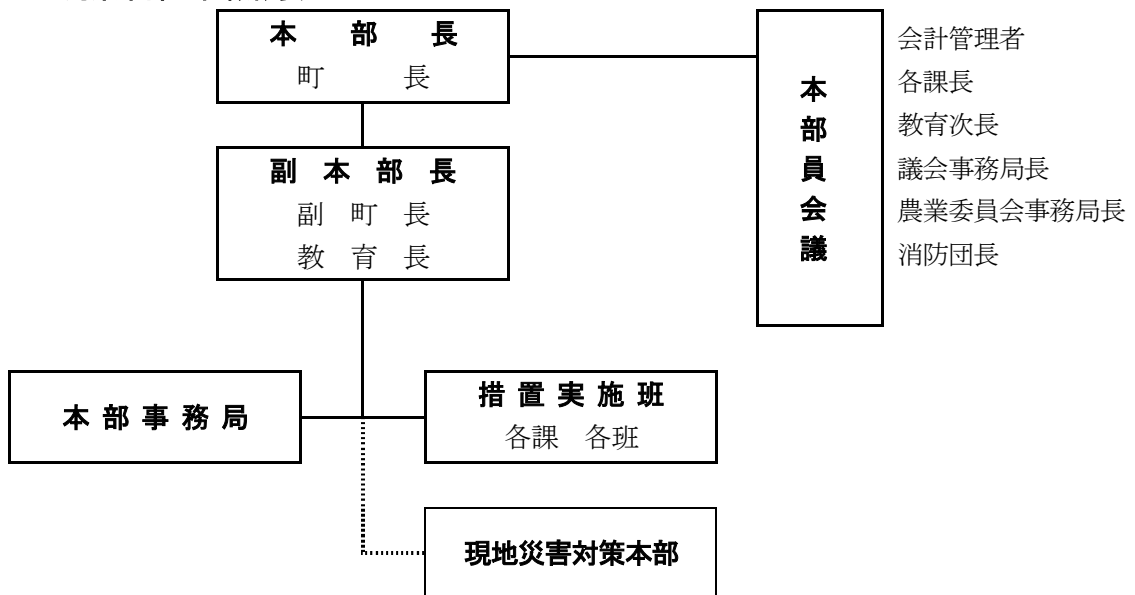 本部長
町長
副本部長
副町長
教育長
本部員会議
会計管理者
各課長
教育次長
議会事務局長
農業委員会事務局長
消防団長
本部事務局
措置実施班
各課 各班
現地災害対策本部